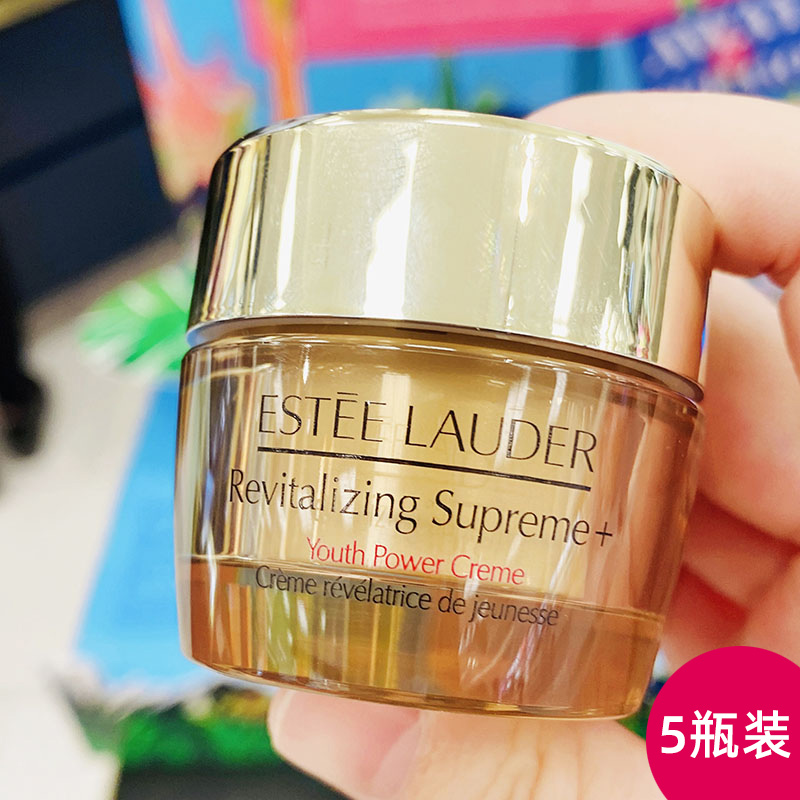 ESTĒE LAUDER
Revitalizing Supreme+
Youth Power Creme
Crème révélatrice de jeunesse
5瓶装